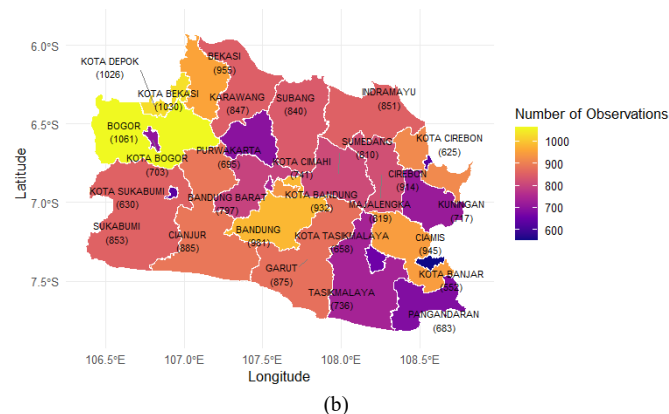 6.0°S
6.5°S
7.0°S
7.5°S
Latitude
KOTA DEPOK
(1026)
BEKASI
(955)
KOTA BEKASI
(1030)
KARAWANG
(847)
SUBANG
(840)
INDRAMAYU
(851)
BOGOR
(1061)
KOTA BOGOR
(703)
PURWAKARTA
(695)
KOTA CIMAHI
(741)
SUMEDANG
(810)
KOTA CIREBON
(625)
CIREBON
(914)
KOTA SUKABUMI
(630)
BANDUNG BARAT
(797)
KOTA BANDUNG
(932)
MAJALENGKA
(819)
KUNNGAN
SUKABUMI
(853)
CIANJUR
(885)
BANDUNG
(981)
KOTA TASIKMALAYA
(658)
CIAMIS
(945)
GARUT
(875)
TASIKMALAYA
(736)
KOTA BANJAR
(552)
PANGANDARAN
(683)
106.5°E 107.0°E 107.5°E 108.0°E 108.5°E
Longitude
Number of Observations
1000
900
800
700
600
(b)